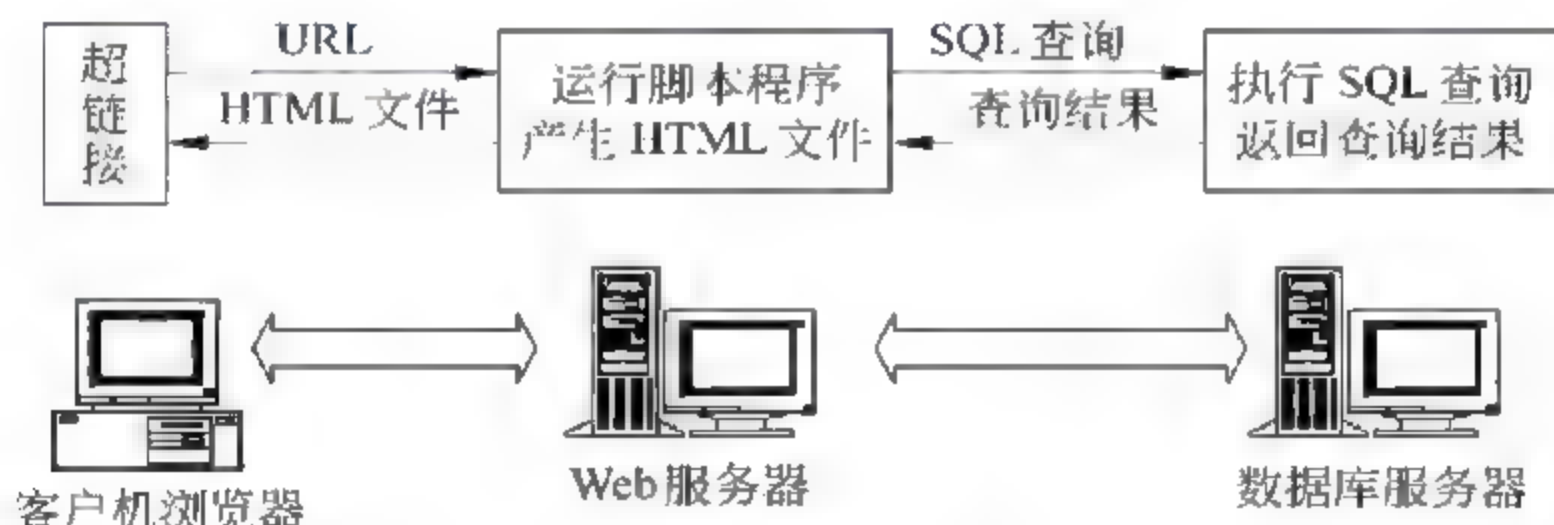 超
链
接
URL
HTML 文件
运行脚本程序
产生 HTML 文件
SQL 查询
查询结果
执行 SQL 查询
返回查询结果
客户机浏览器
Web服务器
数据库服务器